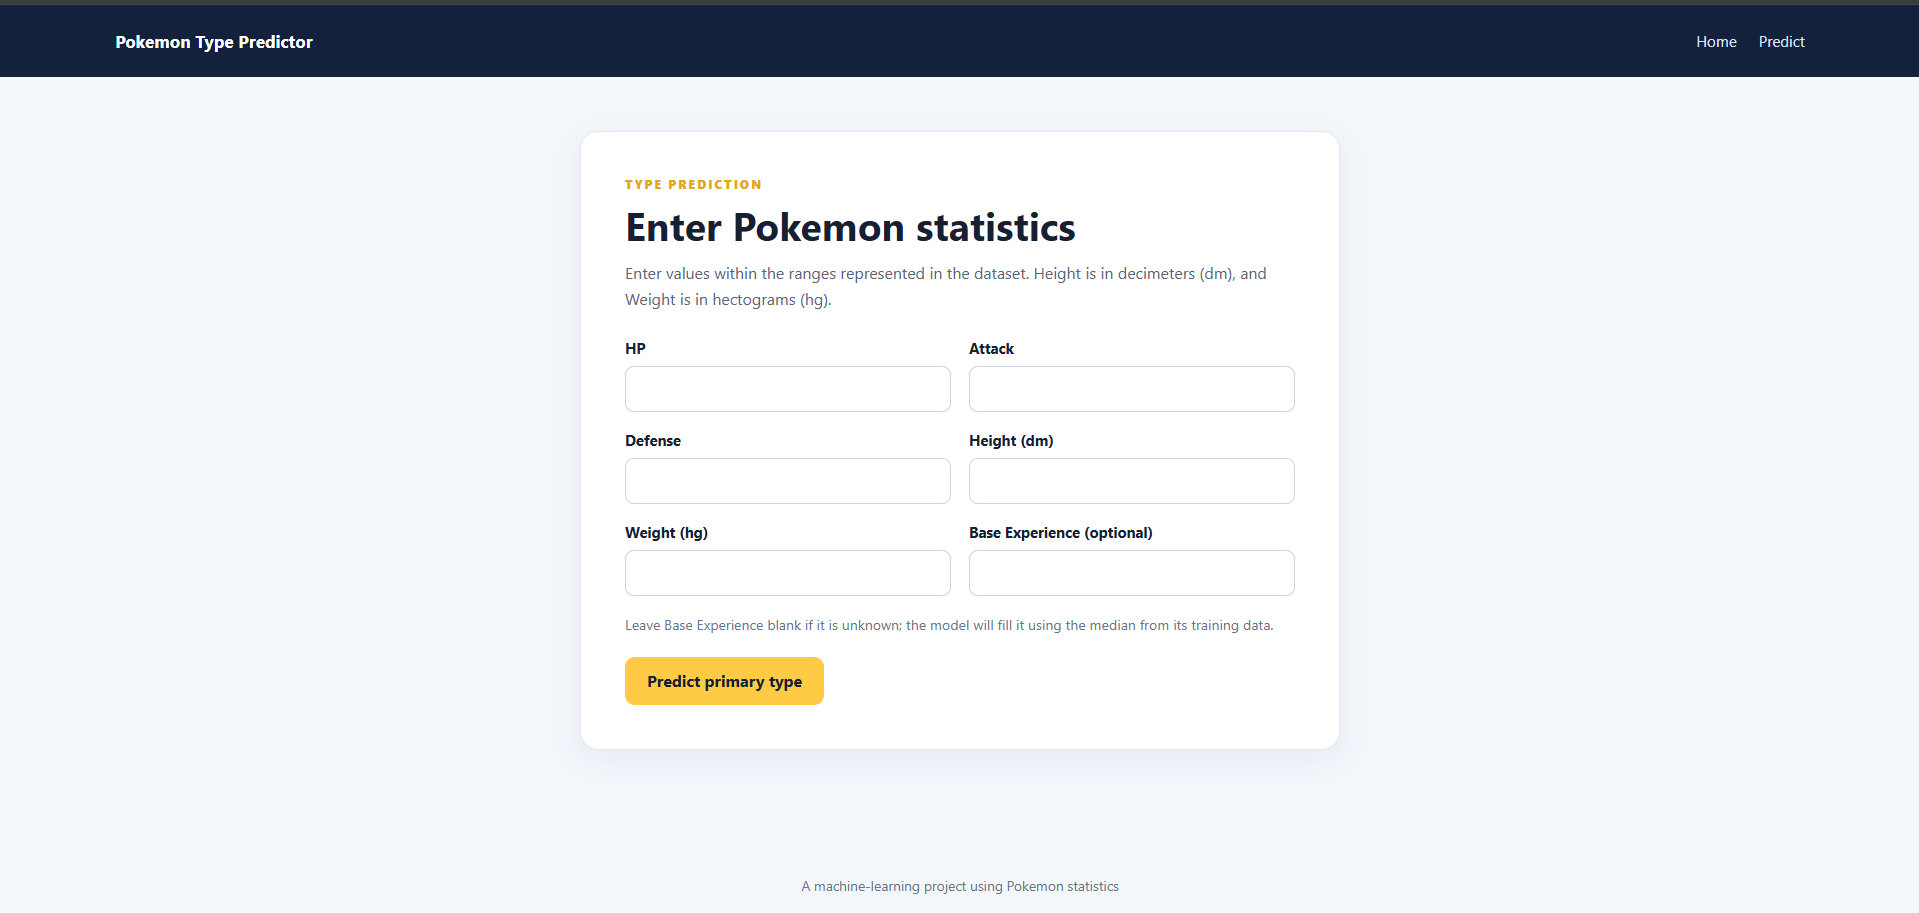 Pokemon Type Predictor
Home
Predict
TYPE PREDICTION
Enter Pokemon statistics
Enter values within the ranges represented in the dataset. Height is in decimeters (dm), and
Weight is in hectograms (hg).
HP
Attack
Defense
Height (dm)
Weight (hg)
Base Experience (optional)
Leave Base Experience blank if it is unknown; the model will fill it using the median from its training data.
Predict primary type
A machine-learning project using Pokemon statistics